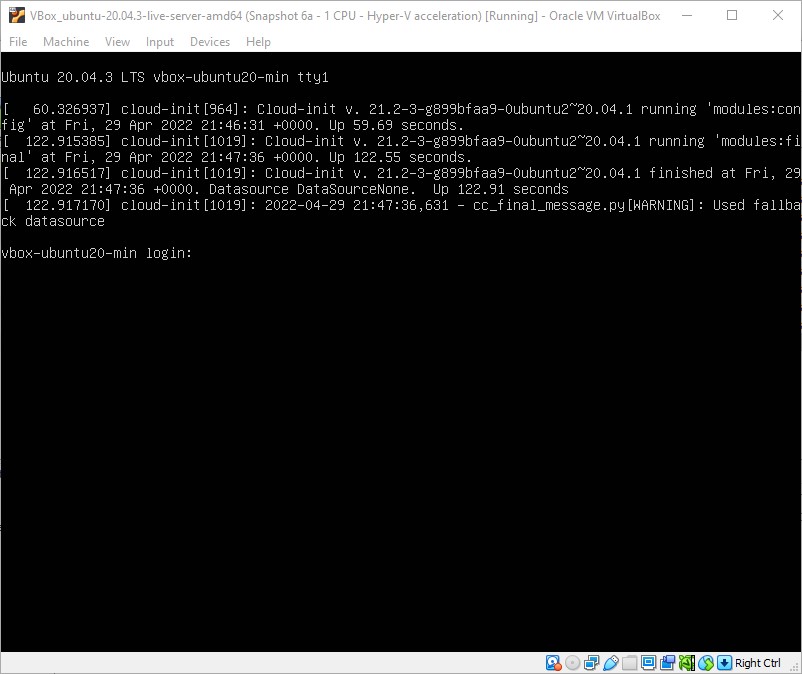 VBox_ubuntu-20.04.3-live-server-amd64 (Snapshot 6a - 1 CPU - Hyper-V acceleration) [Running] - Oracle VM VirtualBox
File Machine View Input Devices Help
Ubuntu 20.04.3 LTS vbox-ubuntu20-min tty1
[   60.326937] cloud-init[964]: Cloud-init v. 21.2-3-g899bfaa9-0ubuntu2~20.04.1 running 'modules:con
fig' at Fri, 29 Apr 2022 21:46:31 +0000. Up 59.69 seconds.
[  122.915385] cloud-init[1019]: Cloud-init v. 21.2-3-g899bfaa9-0ubuntu2~20.04.1 running 'modules:fi
nal' at Fri, 29 Apr 2022 21:47:36 +0000. Up 122.55 seconds.
[  122.916517] cloud-init[1019]: Cloud-init v. 21.2-3-g899bfaa9-0ubuntu2~20.04.1 finished at Fri, 29
 Apr 2022 21:47:36 +0000. Datasource DataSourceNone.  Up 122.91 seconds
[  122.917170] cloud-init[1019]: 2022-04-29 21:47:36,631 - cc_final_message.py[WARNING]: Used fallba
ck datasource
vbox-ubuntu20-min login:
Right Ctrl